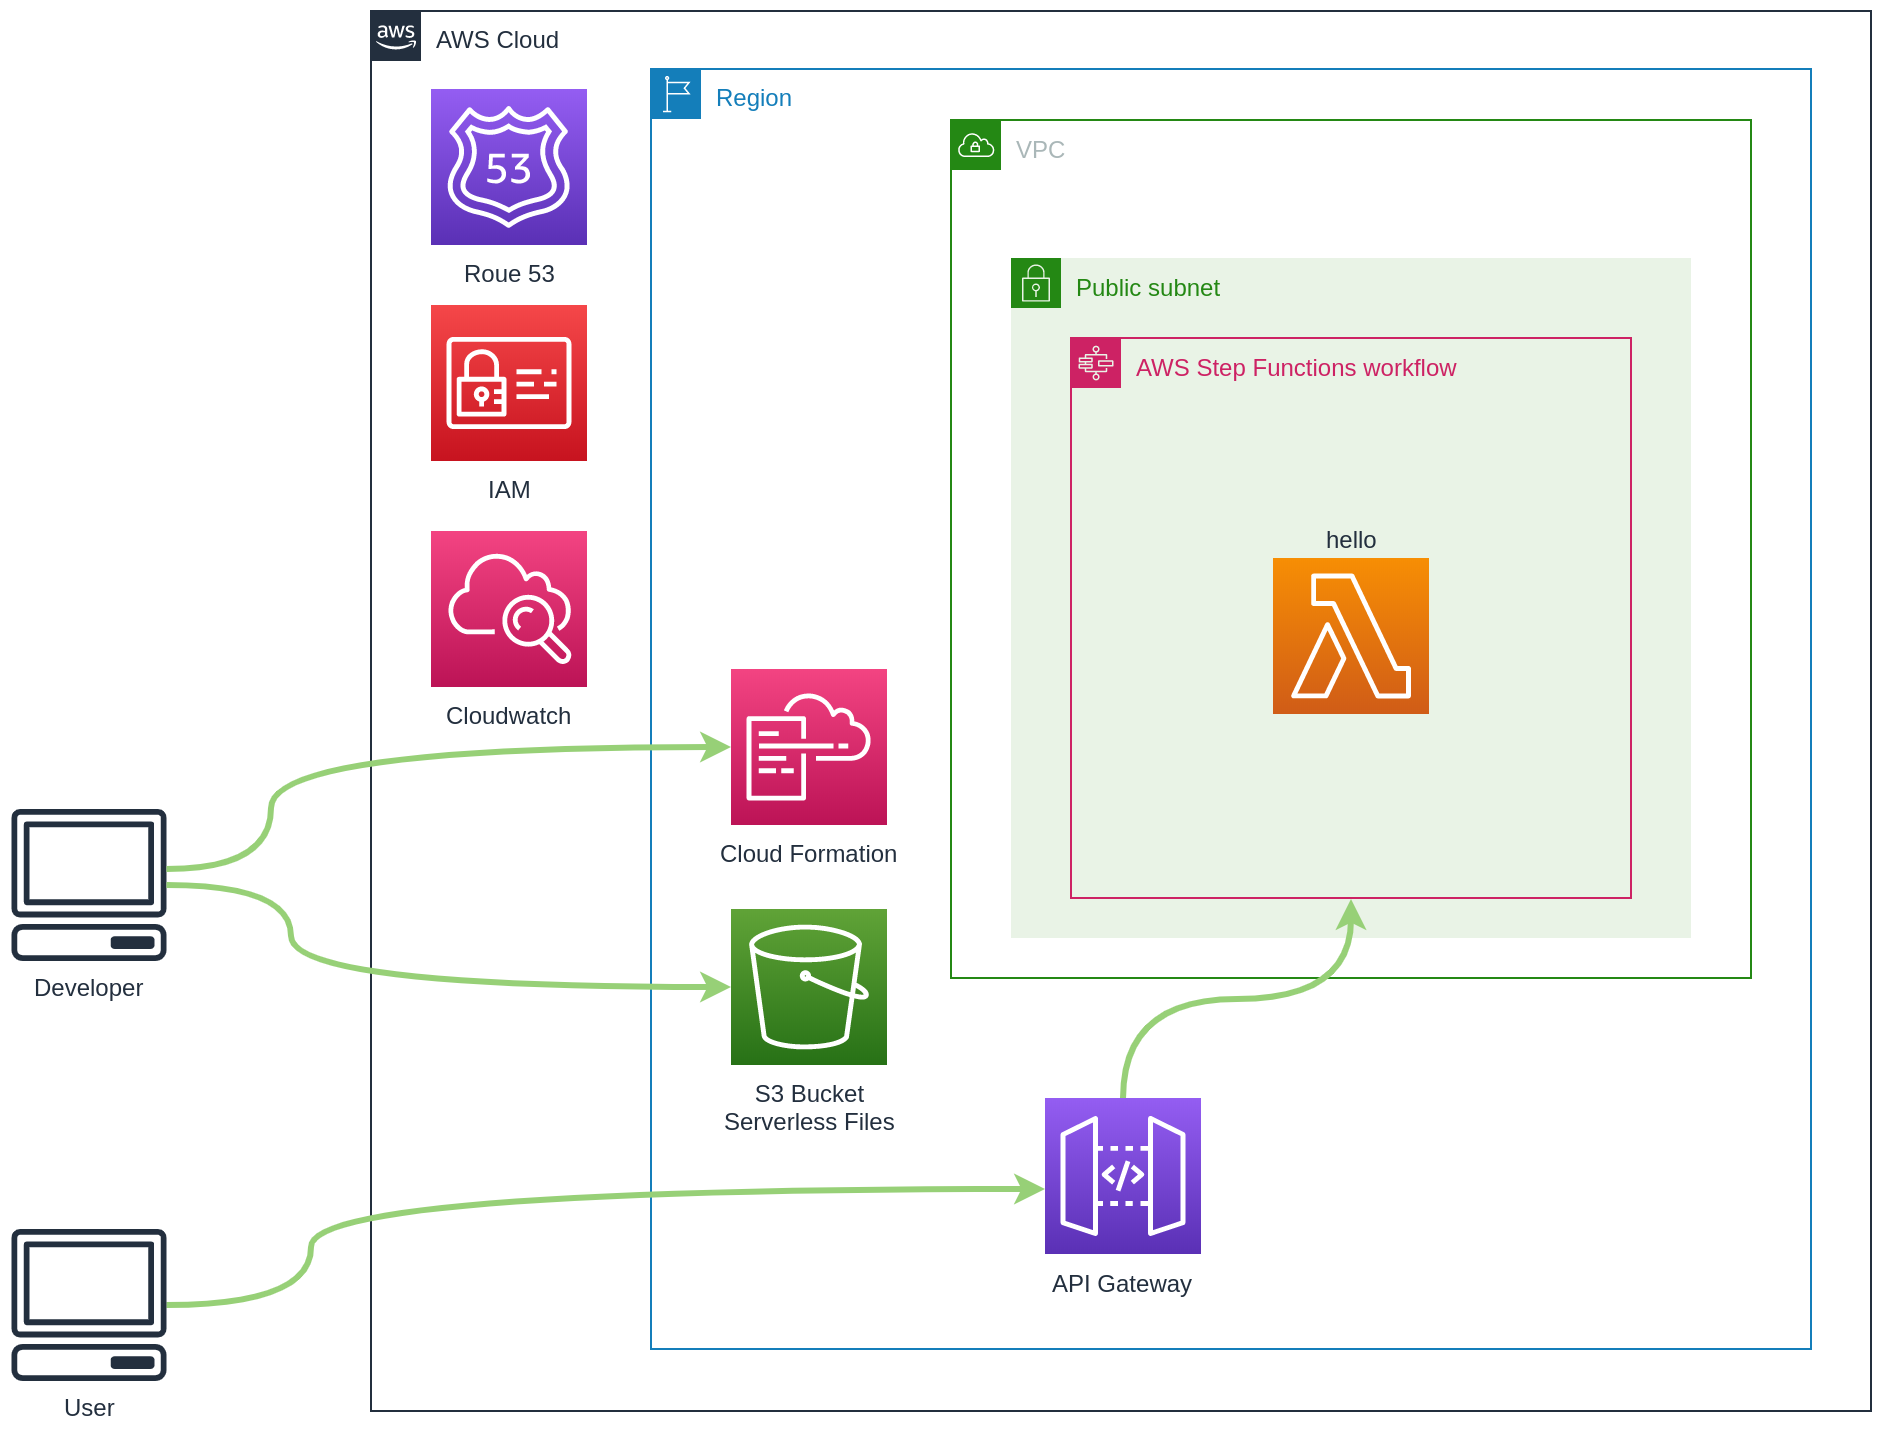 aws
AWS Cloud
Region
VPC
53
Roue 53
Public subnet
IAM
AWS Step Functions workflow
hello
Cloudwatch
Cloud Formation
Developer
S3 Bucket
Serverless Files
API Gateway
User